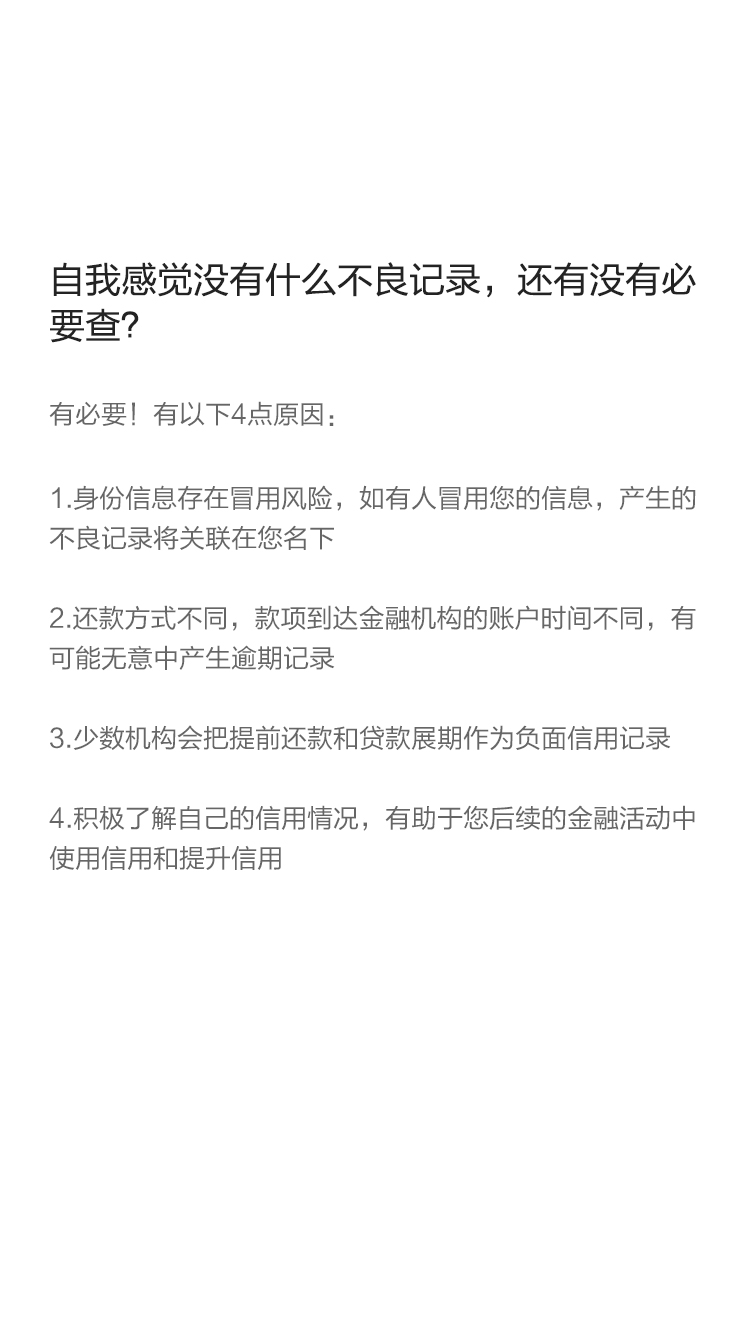 自我感觉没有什么不良记录，还有没有必
要查？
有必要！有以下4点原因：
1.身份信息存在冒用风险，如有人冒用您的信息，产生的
不良记录将关联在您名下
2.还款方式不同，款项到达金融机构的账户时间不同，有
可能无意中产生逾期记录
3.少数机构会把提前还款和贷款展期作为负面信用记录
4.积极了解自己的信用情况，有助于您后续的金融活动中
使用信用和提升信用